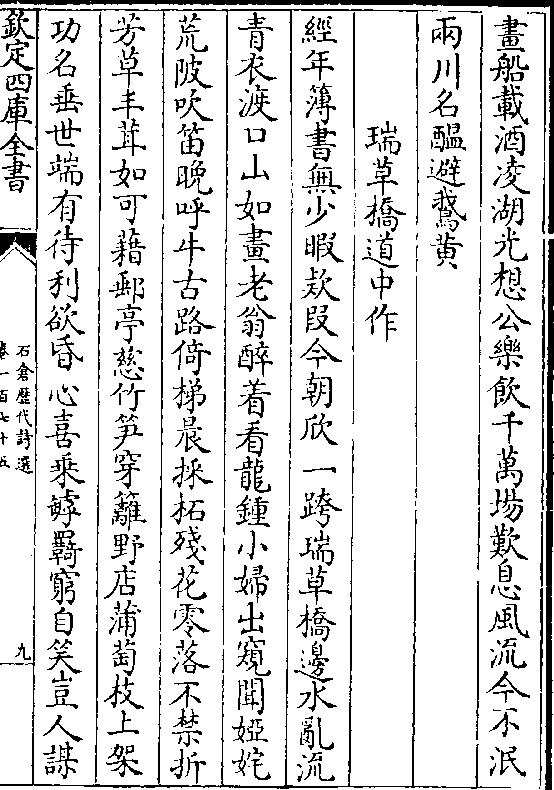 畫船載酒凌湖光想公樂飲千萬場歎息風流今不泯
兩川名醖避鵝黄
瑞草橋道中作
經年簿書無少暇欵段今朝欣一跨瑞草橋邊水亂流
青衣渡口山如畫老翁醉着看龍鍾小婦出窺聞婭姹
荒陂吹笛晚呼牛古路倚梯晨採柘殘花零落不禁折
芳草丰茸如可藉郵亭慈竹笋穿籬野店蒲萄枝上架
功名垂世端有待利欲昏心喜乘罅羇窮自笑豈人謀
欽定四庫全書
石倉歴代詩選
卷一百七十五
九